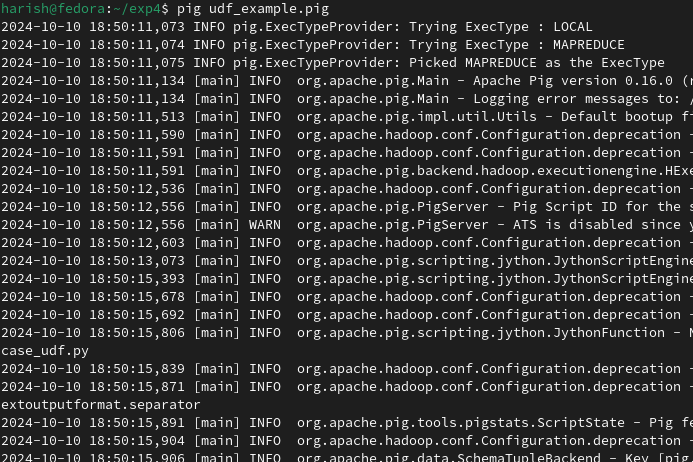 harish@fedora:~/exp4$ pig udf_example.pig
2024-10-10 18:50:11,073 INFO pig.ExecTypeProvider: Trying ExecType : LOCAL
2024-10-10 18:50:11,074 INFO pig.ExecTypeProvider: Trying ExecType : MAPREDUCE
2024-10-10 18:50:11,075 INFO pig.ExecTypeProvider: Picked MAPREDUCE as the ExecType
2024-10-10 18:50:11,134 [main] INFO  org.apache.pig.Main - Apache Pig version 0.16.0 (r
2024-10-10 18:50:11,134 [main] INFO  org.apache.pig.Main - Logging error messages to: /
2024-10-10 18:50:11,513 [main] INFO  org.apache.pig.impl.util.Utils - Default bootup fi
2024-10-10 18:50:11,590 [main] INFO  org.apache.hadoop.conf.Configuration.deprecation -
2024-10-10 18:50:11,591 [main] INFO  org.apache.hadoop.conf.Configuration.deprecation -
2024-10-10 18:50:11,591 [main] INFO  org.apache.pig.backend.hadoop.executionengine.HExe
2024-10-10 18:50:12,536 [main] INFO  org.apache.hadoop.conf.Configuration.deprecation -
2024-10-10 18:50:12,556 [main] INFO  org.apache.pig.PigServer - Pig Script ID for the s
2024-10-10 18:50:12,556 [main] WARN  org.apache.pig.PigServer - ATS is disabled since y
2024-10-10 18:50:12,603 [main] INFO  org.apache.hadoop.conf.Configuration.deprecation -
2024-10-10 18:50:13,073 [main] INFO  org.apache.pig.scripting.jython.JythonScriptEngine
2024-10-10 18:50:15,393 [main] INFO  org.apache.pig.scripting.jython.JythonScriptEngine
2024-10-10 18:50:15,678 [main] INFO  org.apache.hadoop.conf.Configuration.deprecation -
2024-10-10 18:50:15,692 [main] INFO  org.apache.hadoop.conf.Configuration.deprecation -
2024-10-10 18:50:15,806 [main] INFO  org.apache.pig.scripting.jython.JythonFunction -
case_udf.py
2024-10-10 18:50:15,839 [main] INFO  org.apache.hadoop.conf.Configuration.deprecation -
2024-10-10 18:50:15,871 [main] INFO  org.apache.hadoop.conf.Configuration.deprecation -
extoutputformat.separator
2024-10-10 18:50:15,891 [main] INFO  org.apache.pig.tools.pigstats.ScriptState - Pig fe
2024-10-10 18:50:15,904 [main] INFO  org.apache.hadoop.conf.Configuration.deprecation -
2024-10-10 18:50:15,906 [main] INFO  org.apache.pig.data.SchemaTupleBackend - Key [pig.